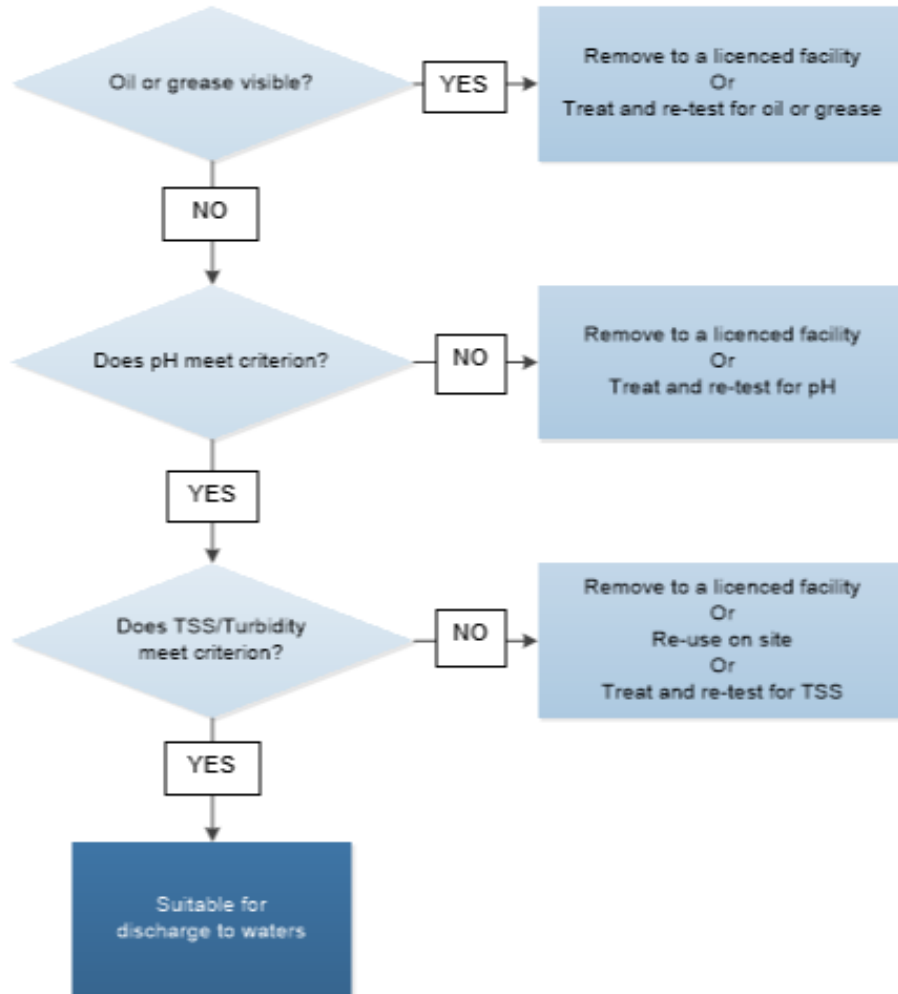 Oil or grease visible?
YES
Remove to a licenced facility
Or
Treat and re-test for oil or grease
NO
Does pH meet criterion?
NO
Remove to a licenced facility
Or
Treat and re-test for pH
YES
Does TSS/Turbidity
meet criterion?
NO
Remove to a licenced facility
Or
Re-use on site
Or
Treat and re-test for TSS
YES
Suitable for
discharge to waters